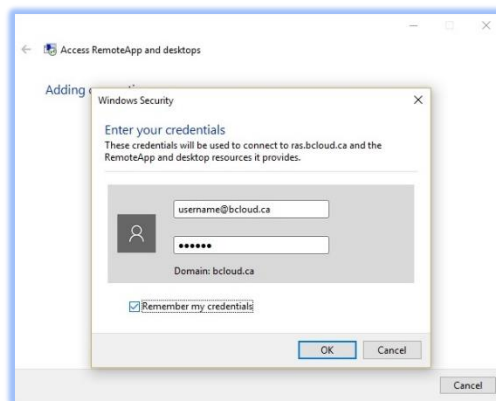 Access RemoteApp and desktops
Adding
Windows Security
Enter your credentials
These credentials will be used to connect to ras.bcloud.ca and the
RemoteApp and desktop resources it provides.
username@bcloud.ca
••••••
Domain: bcloud.ca
Remember my credentials
OK
Cancel
Cancel